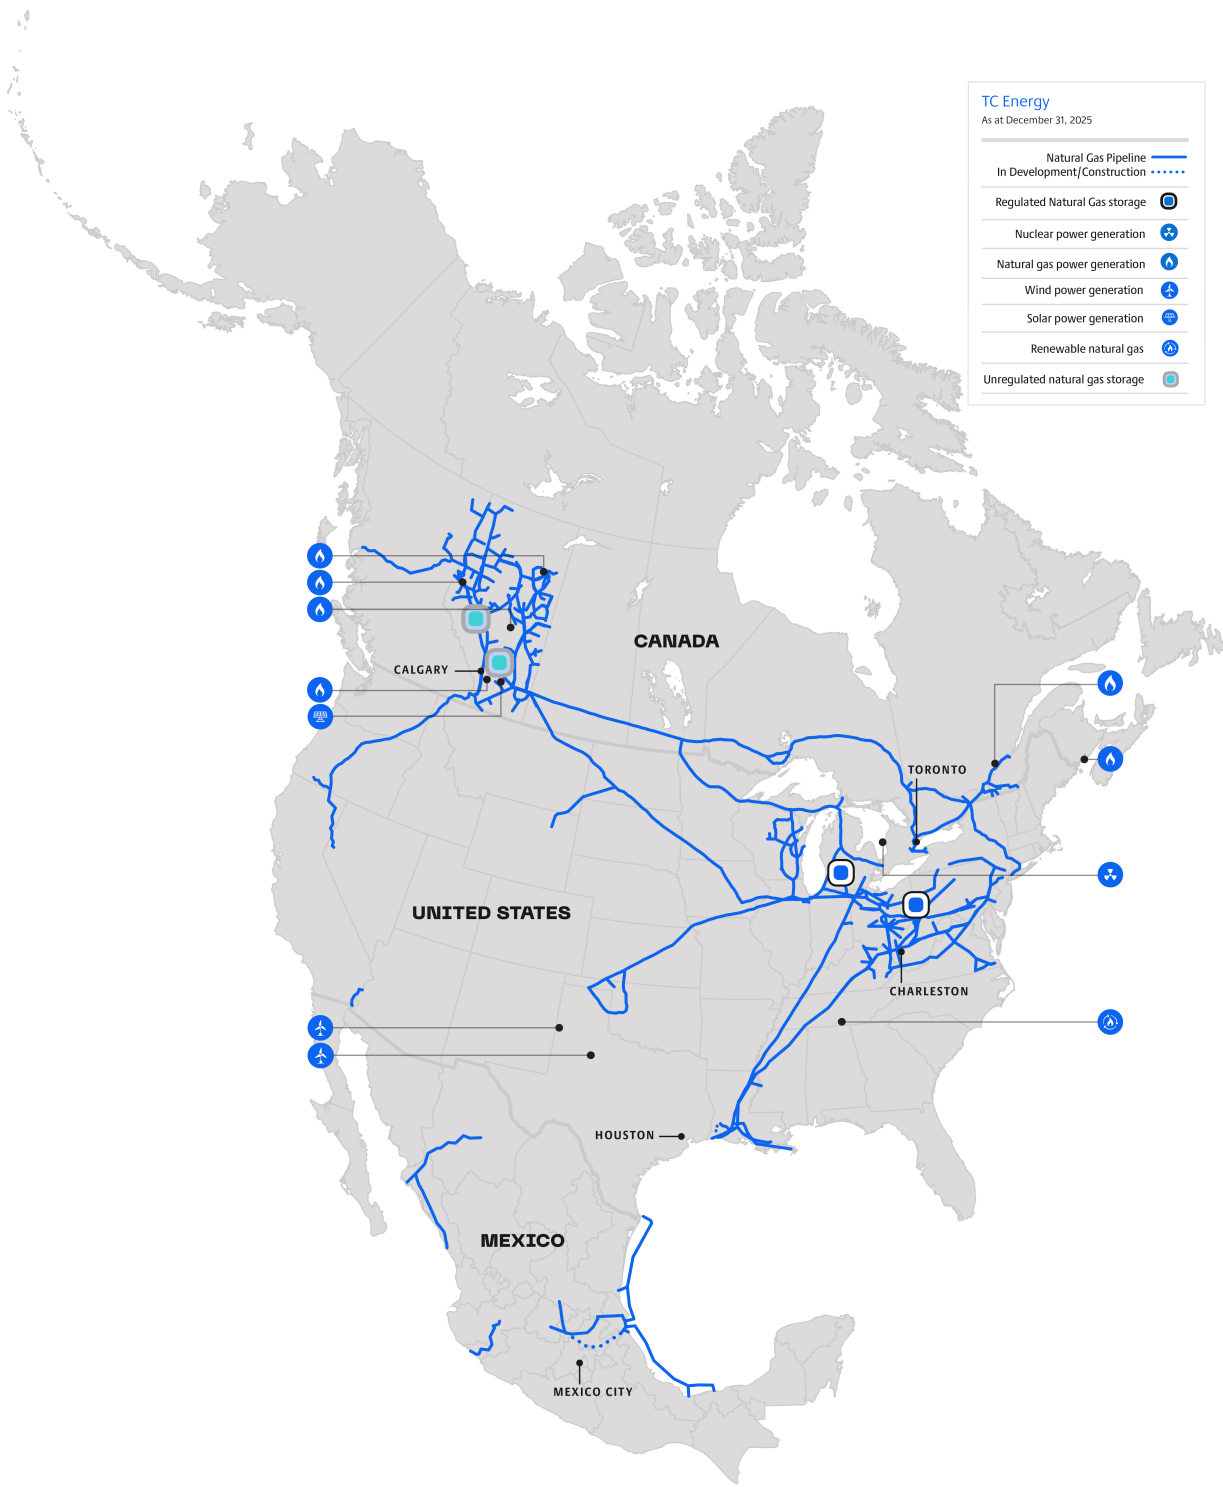 TC Energy
As at December 31, 2025
Natural Gas Pipeline
In Development/Construction
Regulated Natural Gas storage
Nuclear power generation
Natural gas power generation
Wind power generation
Solar power generation
Renewable natural gas
Unregulated natural gas storage
CANADA
CALGARY
TORONTO
UNITED STATES
CHARLESTON
HOUSTON
MEXICO
MEXICO CITY